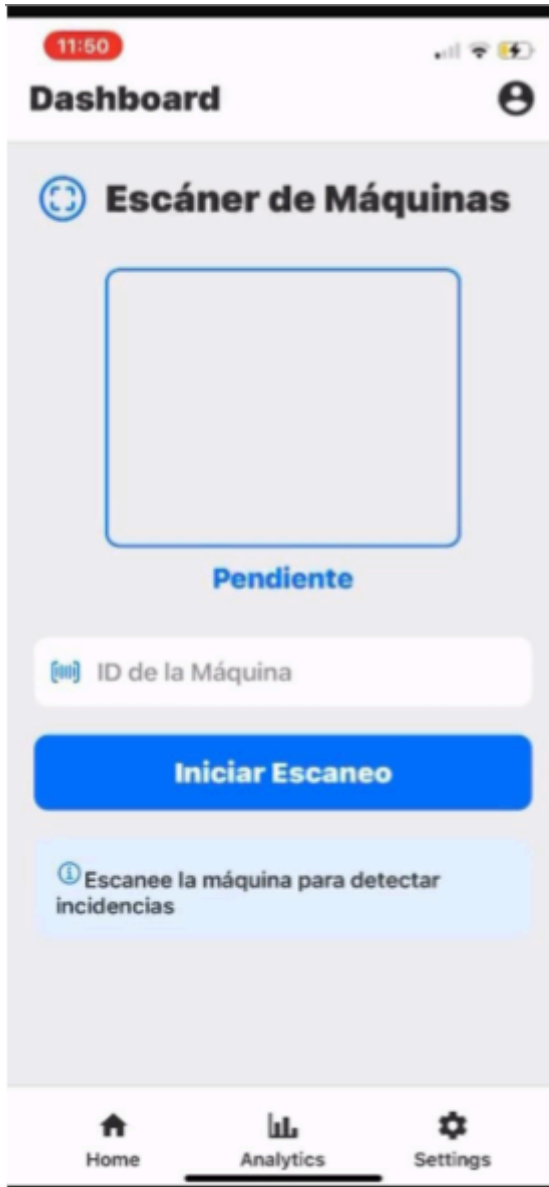 11:50
Dashboard
Escáner de Máquinas
Pendiente
ID de la Máquina
Iniciar Escaneo
Escanee la máquina para detectar
incidencias
Home Analytics Settings